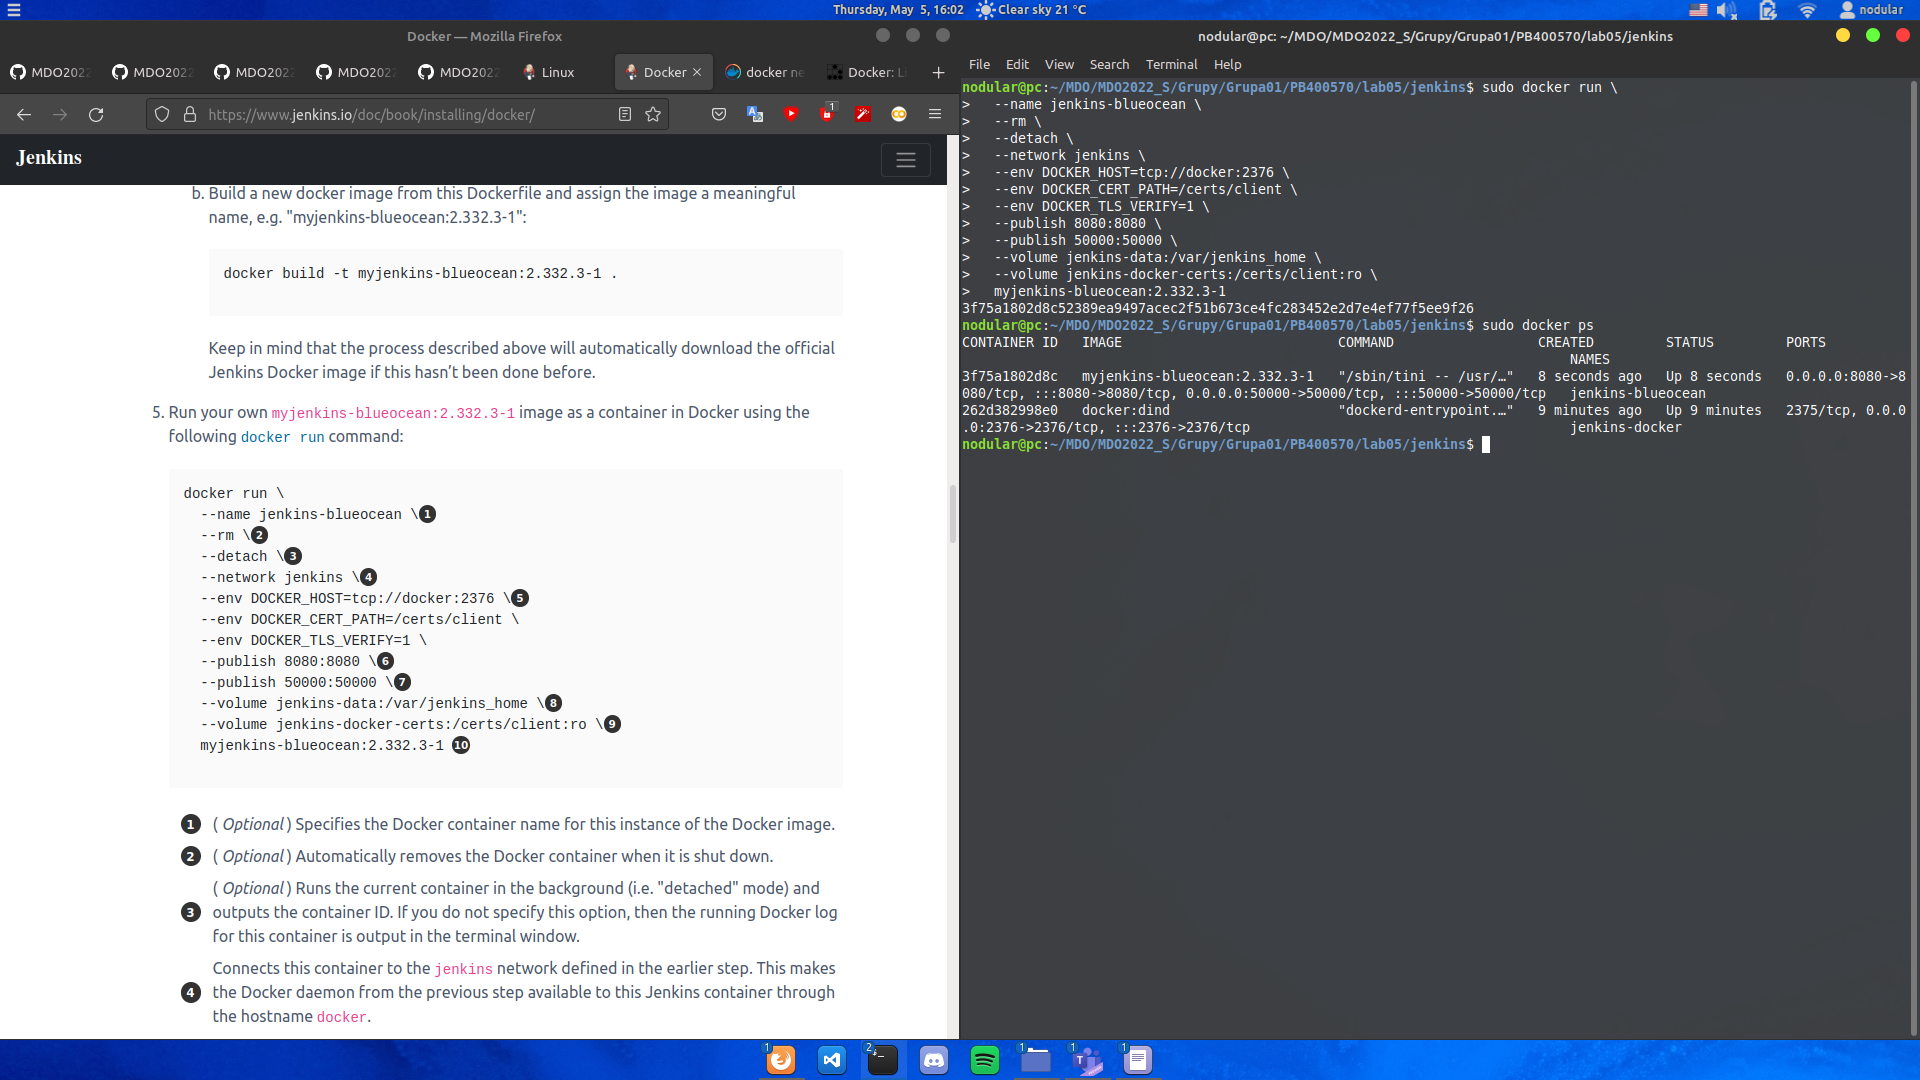 Thursday, May 5, 16:02
Clear sky 21 °C
nodular
Docker — Mozilla Firefox
MDO2022
MDO2022
MDO2022
MDO2022
MDO2022
Linux
Docker
docker ne
Docker: L
https://www.jenkins.io/doc/book/installing/docker/
1
Jenkins
b. Build a new docker image from this Dockerfile and assign the image a meaningful
name, e.g. "myjenkins-blueocean:2.332.3-1":
docker build -t myjenkins-blueocean:2.332.3-1 .
Keep in mind that the process described above will automatically download the official
Jenkins Docker image if this hasn’t been done before.
5. Run your own myjenkins-blueocean:2.332.3-1 image as a container in Docker using the
following docker run command:
docker run \
--name jenkins-blueocean \ 1
--rm \ 2
--detach \ 3
--network jenkins \ 4
--env DOCKER_HOST=tcp://docker:2376 \ 5
--env DOCKER_CERT_PATH=/certs/client \
--env DOCKER_TLS_VERIFY=1 \
--publish 8080:8080 \ 6
--publish 50000:50000 \ 7
--volume jenkins-data:/var/jenkins_home \ 8
--volume jenkins-docker-certs:/certs/client:ro \ 9
myjenkins-blueocean:2.332.3-1 10
1 ( Optional ) Specifies the Docker container name for this instance of the Docker image.
2 ( Optional ) Automatically removes the Docker container when it is shut down.
( Optional ) Runs the current container in the background (i.e. "detached" mode) and
3 outputs the container ID. If you do not specify this option, then the running Docker log
for this container is output in the terminal window.
Connects this container to the jenkins network defined in the earlier step. This makes
4 the Docker daemon from the previous step available to this Jenkins container through
the hostname docker.
nodular@pc: ~/MDO/MDO2022_S/Grupy/Grupa01/PB400570/lab05/jenkins
File Edit View Search Terminal Help
nodular@pc:~/MDO/MDO2022_S/Grupy/Grupa01/PB400570/lab05/jenkins$ sudo docker run \
> --name jenkins-blueocean \
> --rm \
> --detach \
> --network jenkins \
> --env DOCKER_HOST=tcp://docker:2376 \
> --env DOCKER_CERT_PATH=/certs/client \
> --env DOCKER_TLS_VERIFY=1 \
> --publish 8080:8080 \
> --publish 50000:50000 \
> --volume jenkins-data:/var/jenkins_home \
> --volume jenkins-docker-certs:/certs/client:ro \
> myjenkins-blueocean:2.332.3-1
3f75a1802d8c52389ea9497acec2f51b673ce4fc283452e2d7e4ef77f5ee9f26
nodular@pc:~/MDO/MDO2022_S/Grupy/Grupa01/PB400570/lab05/jenkins$ sudo docker ps
CONTAINER ID IMAGE COMMAND CREATED STATUS PORTS
NAMES
3f75a1802d8c myjenkins-blueocean:2.332.3-1 "/sbin/tini -- /usr/…" 8 seconds ago Up 8 seconds 0.0.0.0:8080->8
080/tcp, :::8080->8080/tcp, 0.0.0.0:50000->50000/tcp, :::50000->50000/tcp jenkins-blueocean
262d382998e0 docker:dind "dockerd-entrypoint.…" 9 minutes ago Up 9 minutes 2375/tcp, 0.0.0
.0:2376->2376/tcp, :::2376->2376/tcp jenkins-docker
nodular@pc:~/MDO/MDO2022_S/Grupy/Grupa01/PB400570/lab05/jenkins$
1
2
1
1
1